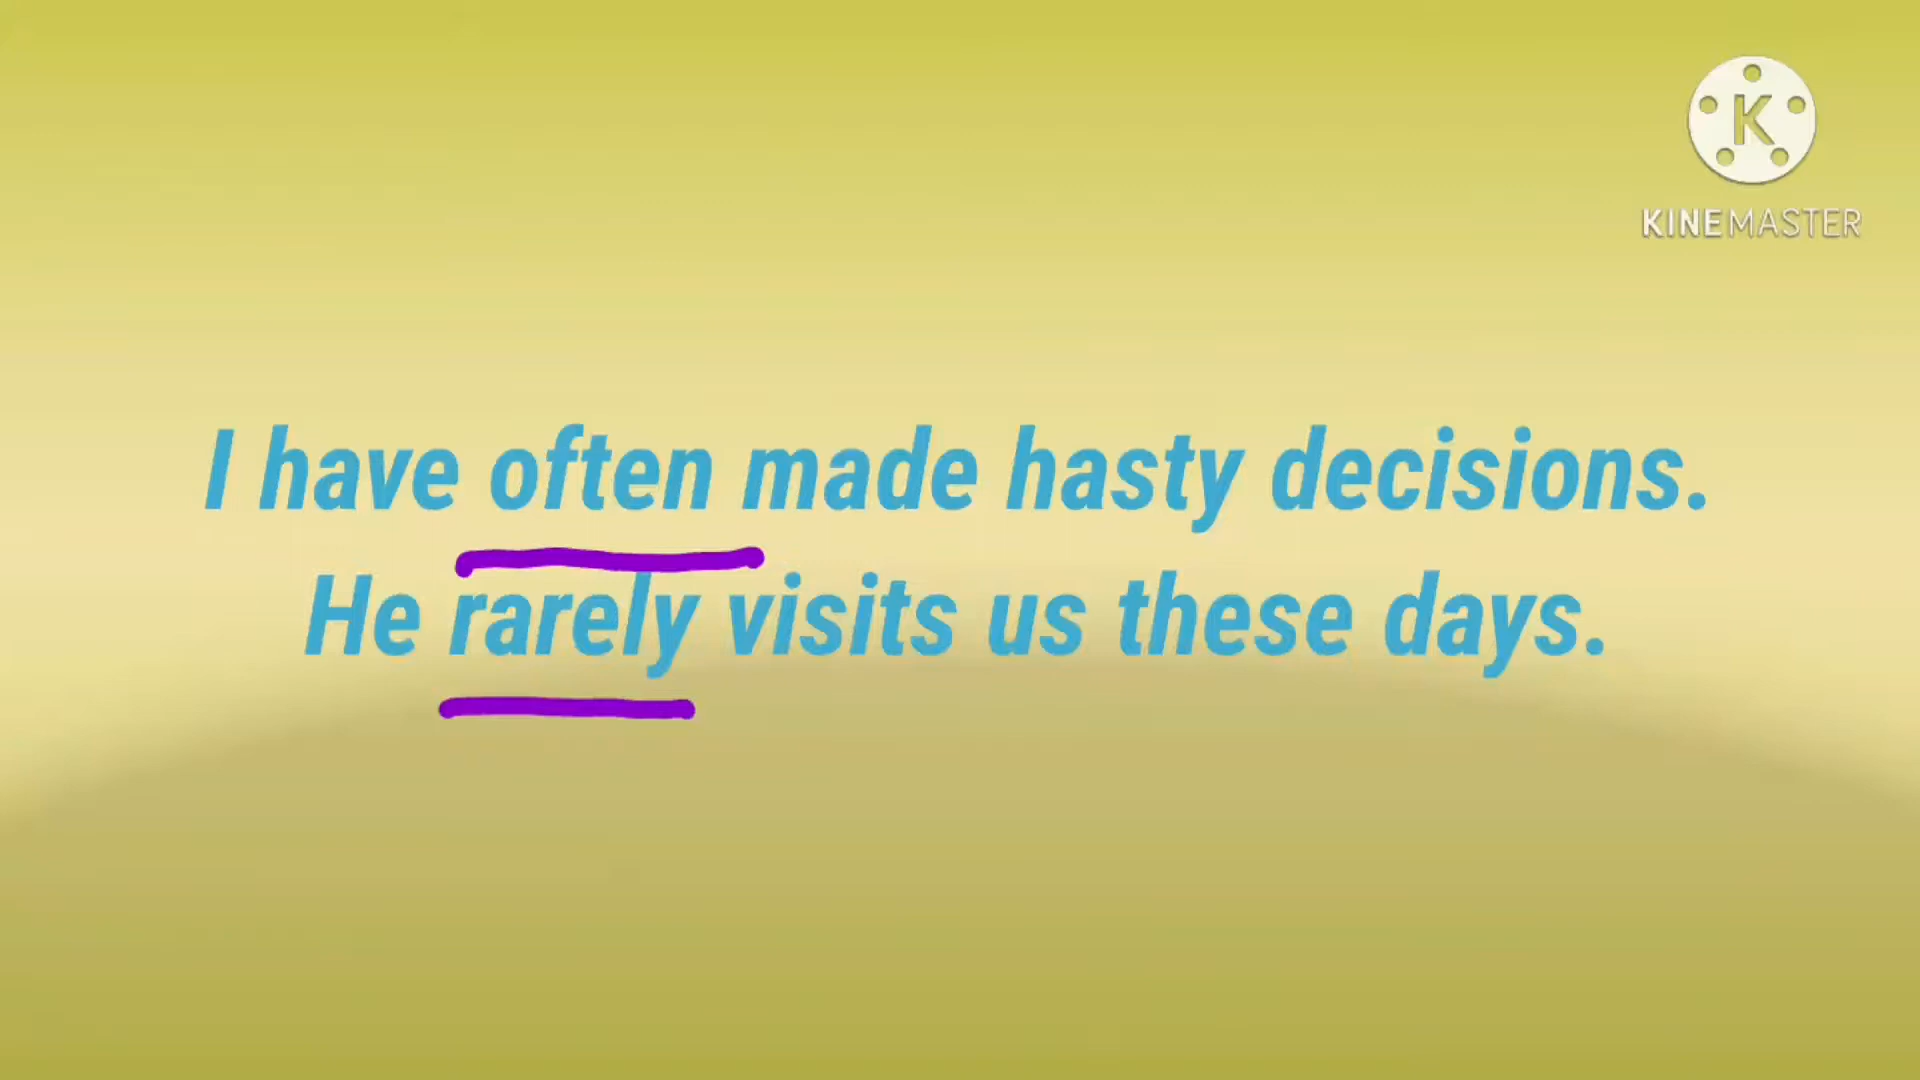 K
KINEMASTER
I have often made hasty decisions.
He rarely visits us these days.